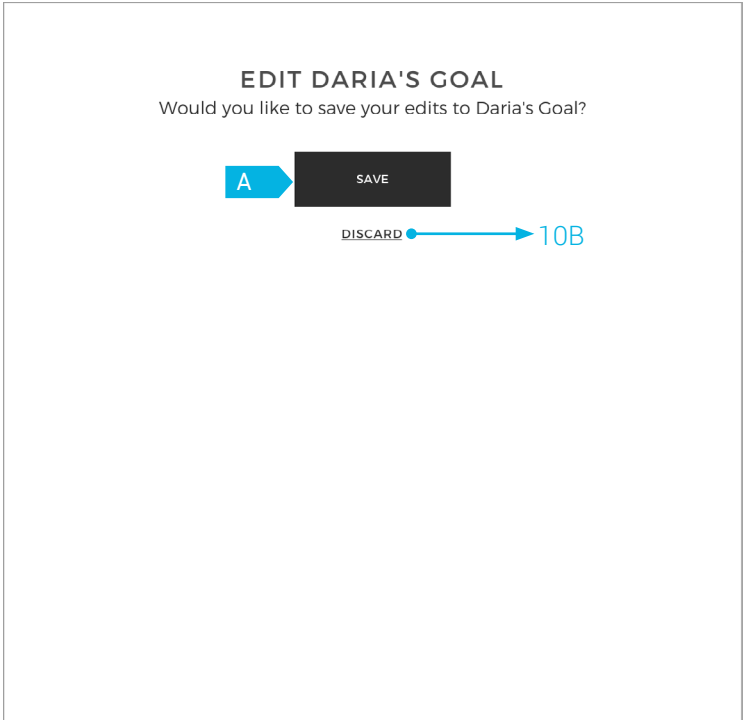 EDIT DARIA'S GOAL
Would you like to save your edits to Daria's Goal?
A
SAVE
DISCARD 10B